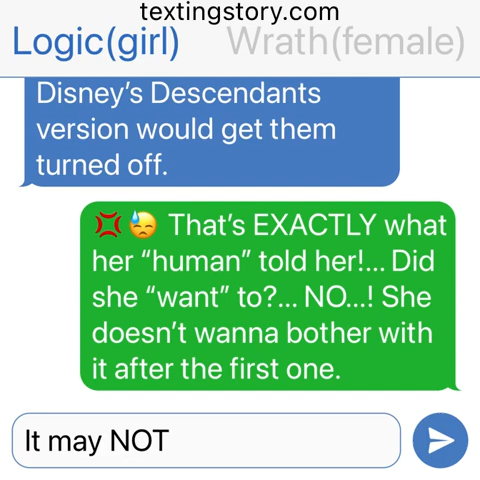 textingstory.com
Logic(girl) Wrath(female)
Disney’s Descendants
version would get them
turned off.
💢😓 That’s EXACTLY what
her “human” told her!... Did
she “want” to?... NO...! She
doesn’t wanna bother with
it after the first one.
It may NOT